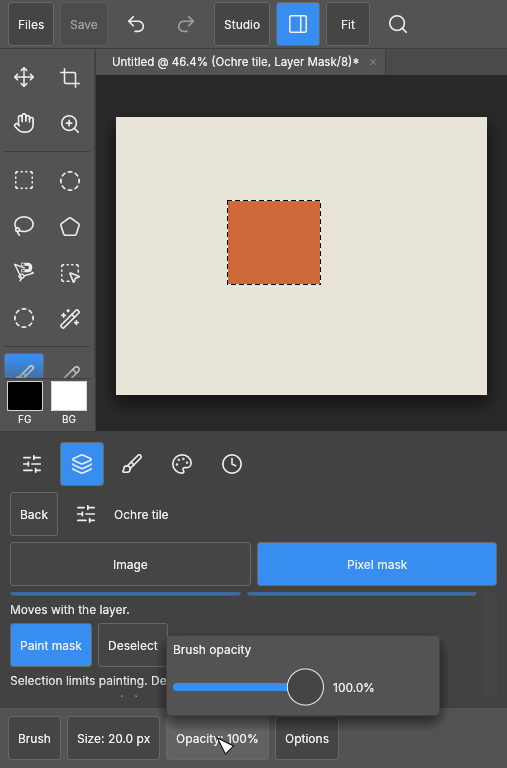 Files Save Studio Fit
Untitled @ 46.4% (Ochre tile, Layer Mask/8)* ×
FG BG
Back Ochre tile
Image Pixel mask
Moves with the layer.
Paint mask Deselect
Brush opacity
Selection limits painting. De
100.0%
Brush Size: 20.0 px Opacity: 100% Options